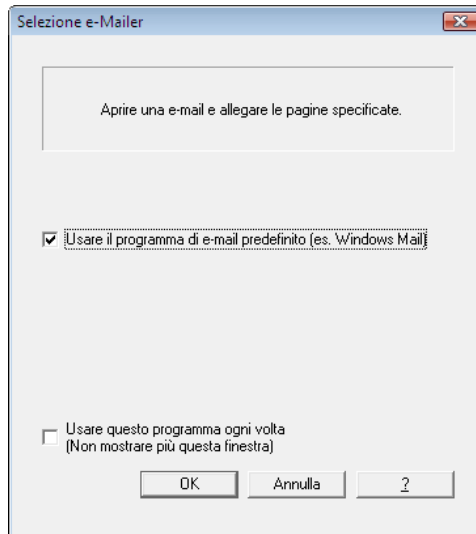 Selezione e-Mailer
Aprire una e-mail e allegare le pagine specificate.
Usare il programma di e-mail predefinito (es. Windows Mail)
Usare questo programma ogni volta
(Non mostrare più questa finestra)
OK Annulla ?